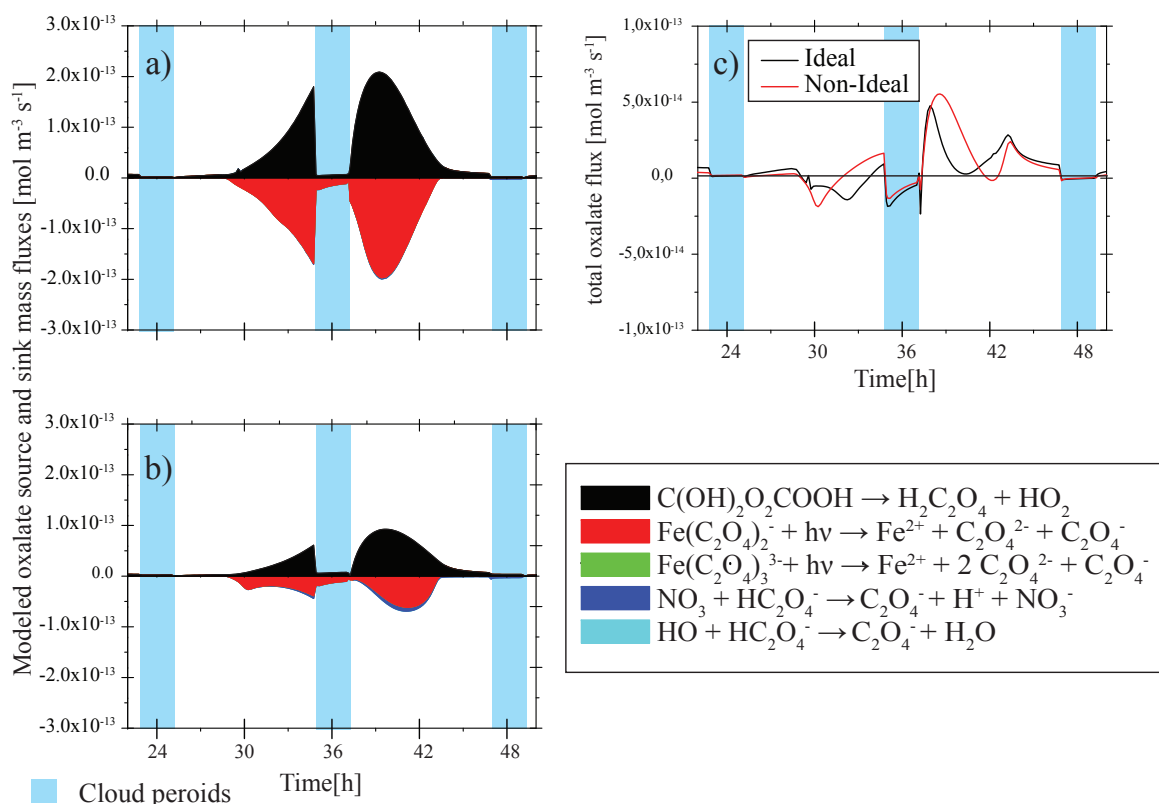 Modeled oxalate source and sink mass fluxes [mol m⁻³ s⁻¹]
a)
3.0x10⁻¹³
2.0x10⁻¹³
1.0x10⁻¹³
0.0
-1.0x10⁻¹³
-2.0x10⁻¹³
-3.0x10⁻¹³
b)
3.0x10⁻¹³
2.0x10⁻¹³
1.0x10⁻¹³
0.0
-1.0x10⁻¹³
-2.0x10⁻¹³
-3.0x10⁻¹³
24 30 36 42 48
Time[h]
Cloud peroids
c)
total oxalate flux [mol m⁻³ s⁻¹]
1,0x10⁻¹³
5,0x10⁻¹⁴
0,0
-5,0x10⁻¹⁴
-1,0x10⁻¹³
Ideal
Non-Ideal
24 30 36 42 48
Time[h]
C(OH)₂O₂COOH → H₂C₂O₄ + HO₂
Fe(C₂O₄)₂⁻ + hν → Fe²⁺ + C₂O₄²⁻ + C₂O₄⁻
Fe(C₂O₄)₃³⁻ + hν → Fe²⁺ + 2 C₂O₄²⁻ + C₂O₄⁻
NO₃ + HC₂O₄⁻ → C₂O₄⁻ + H⁺ + NO₃⁻
HO + HC₂O₄⁻ → C₂O₄⁻ + H₂O